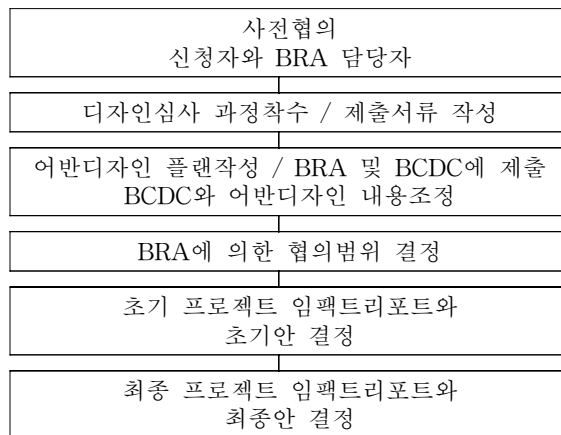 사전협의
신청자와 BRA 담당자
디자인심사 과정착수 / 제출서류 작성
어반디자인 플랜작성 / BRA 및 BCDC에 제출
BCDC와 어반디자인 내용조정
BRA에 의한 협의범위 결정
초기 프로젝트 임팩트리포트와
초기안 결정
최종 프로젝트 임팩트리포트와
최종안 결정